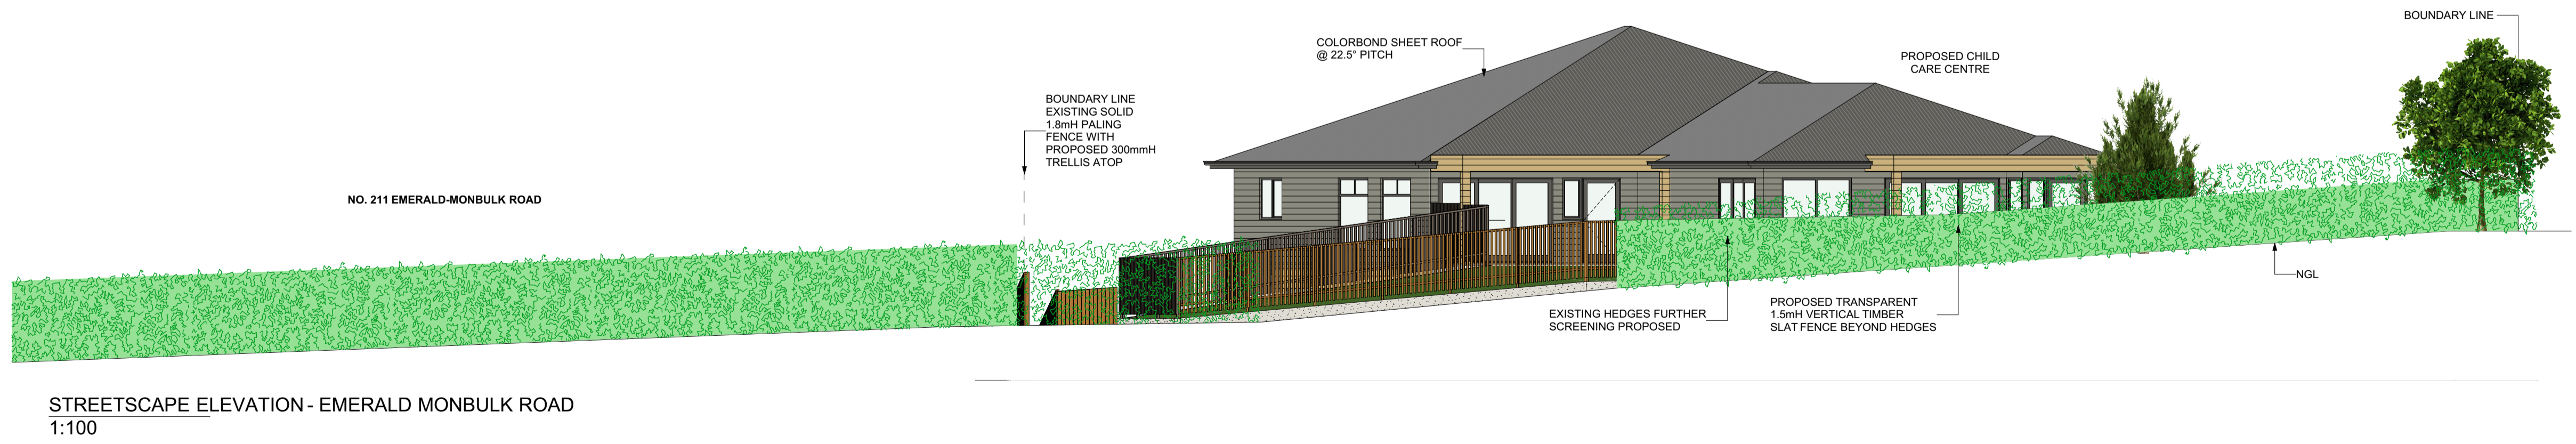 BOUNDARY LINE
COLORBOND SHEET ROOF
@ 22.5° PITCH
PROPOSED CHILD
CARE CENTRE
BOUNDARY LINE
EXISTING SOLID
1.8mH PALING
FENCE WITH
PROPOSED 300mmH
TRELLIS ATOP
NO. 211 EMERALD-MONBULK ROAD
NGL
EXISTING HEDGES FURTHER
SCREENING PROPOSED
PROPOSED TRANSPARENT
1.5mH VERTICAL TIMBER
SLAT FENCE BEYOND HEDGES
STREETSCAPE ELEVATION - EMERALD MONBULK ROAD
1:100